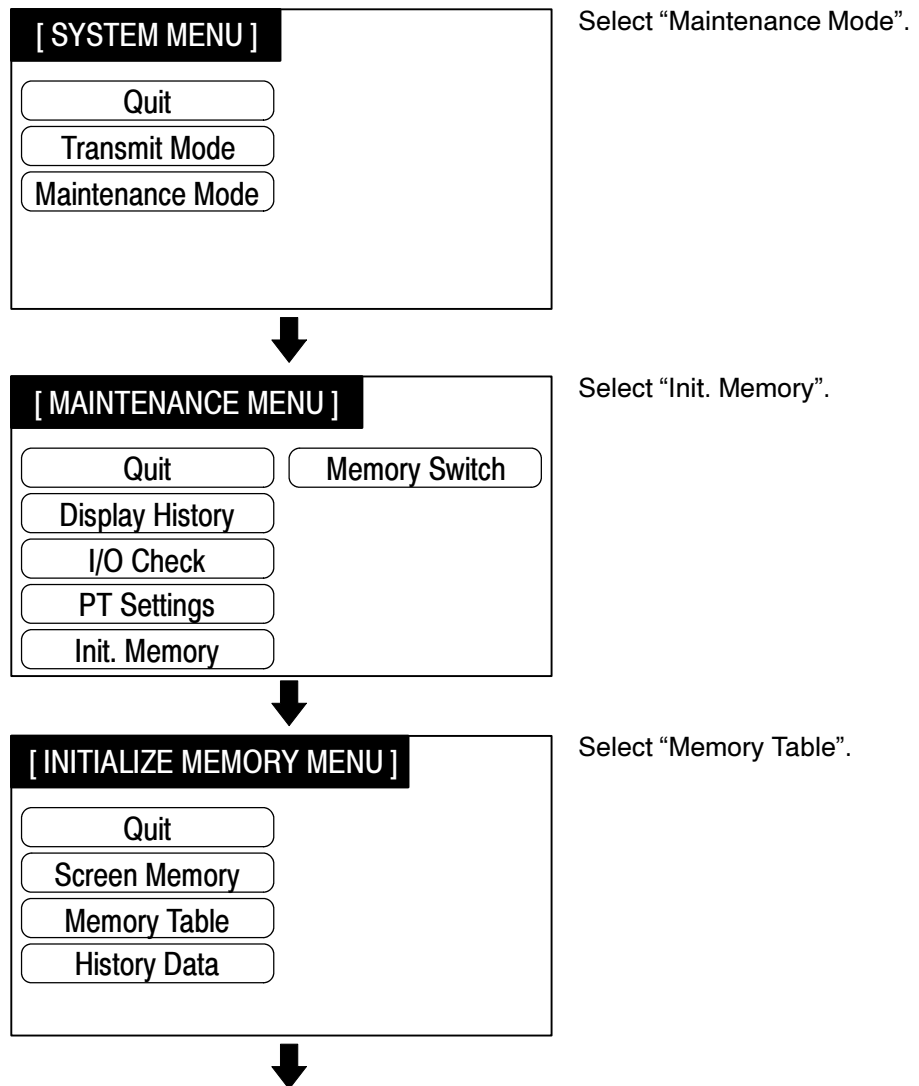 [ SYSTEM MENU ]
Select “Maintenance Mode”.
Quit
Transmit Mode
Maintenance Mode
[ MAINTENANCE MENU ]
Select “Init. Memory”.
Quit
Memory Switch
Display History
I/O Check
PT Settings
Init. Memory
[ INITIALIZE MEMORY MENU ]
Select “Memory Table”.
Quit
Screen Memory
Memory Table
History Data